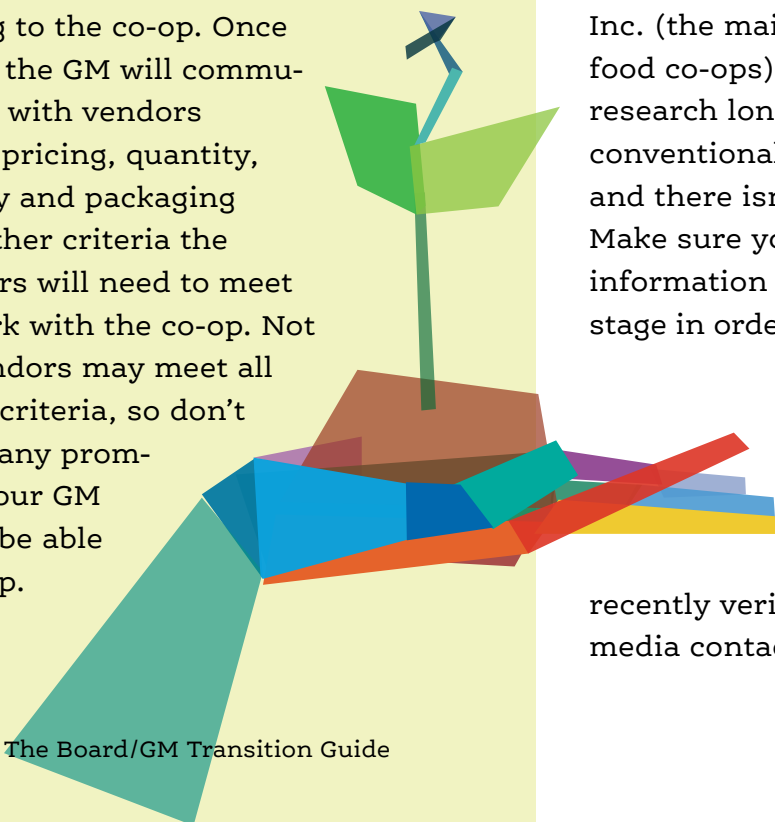 g to the co-op. Once
the GM will commu-
with vendors
pricing, quantity,
y and packaging
ther criteria the
rs will need to meet
rk with the co-op. Not
ndors may meet all
criteria, so don’t
any prom-
our GM
be able
p.
Inc. (the mai
food co-ops)
research lon
conventional
and there isn
Make sure yo
information
stage in orde
recently veri
media contac
The Board/GM Transition Guide